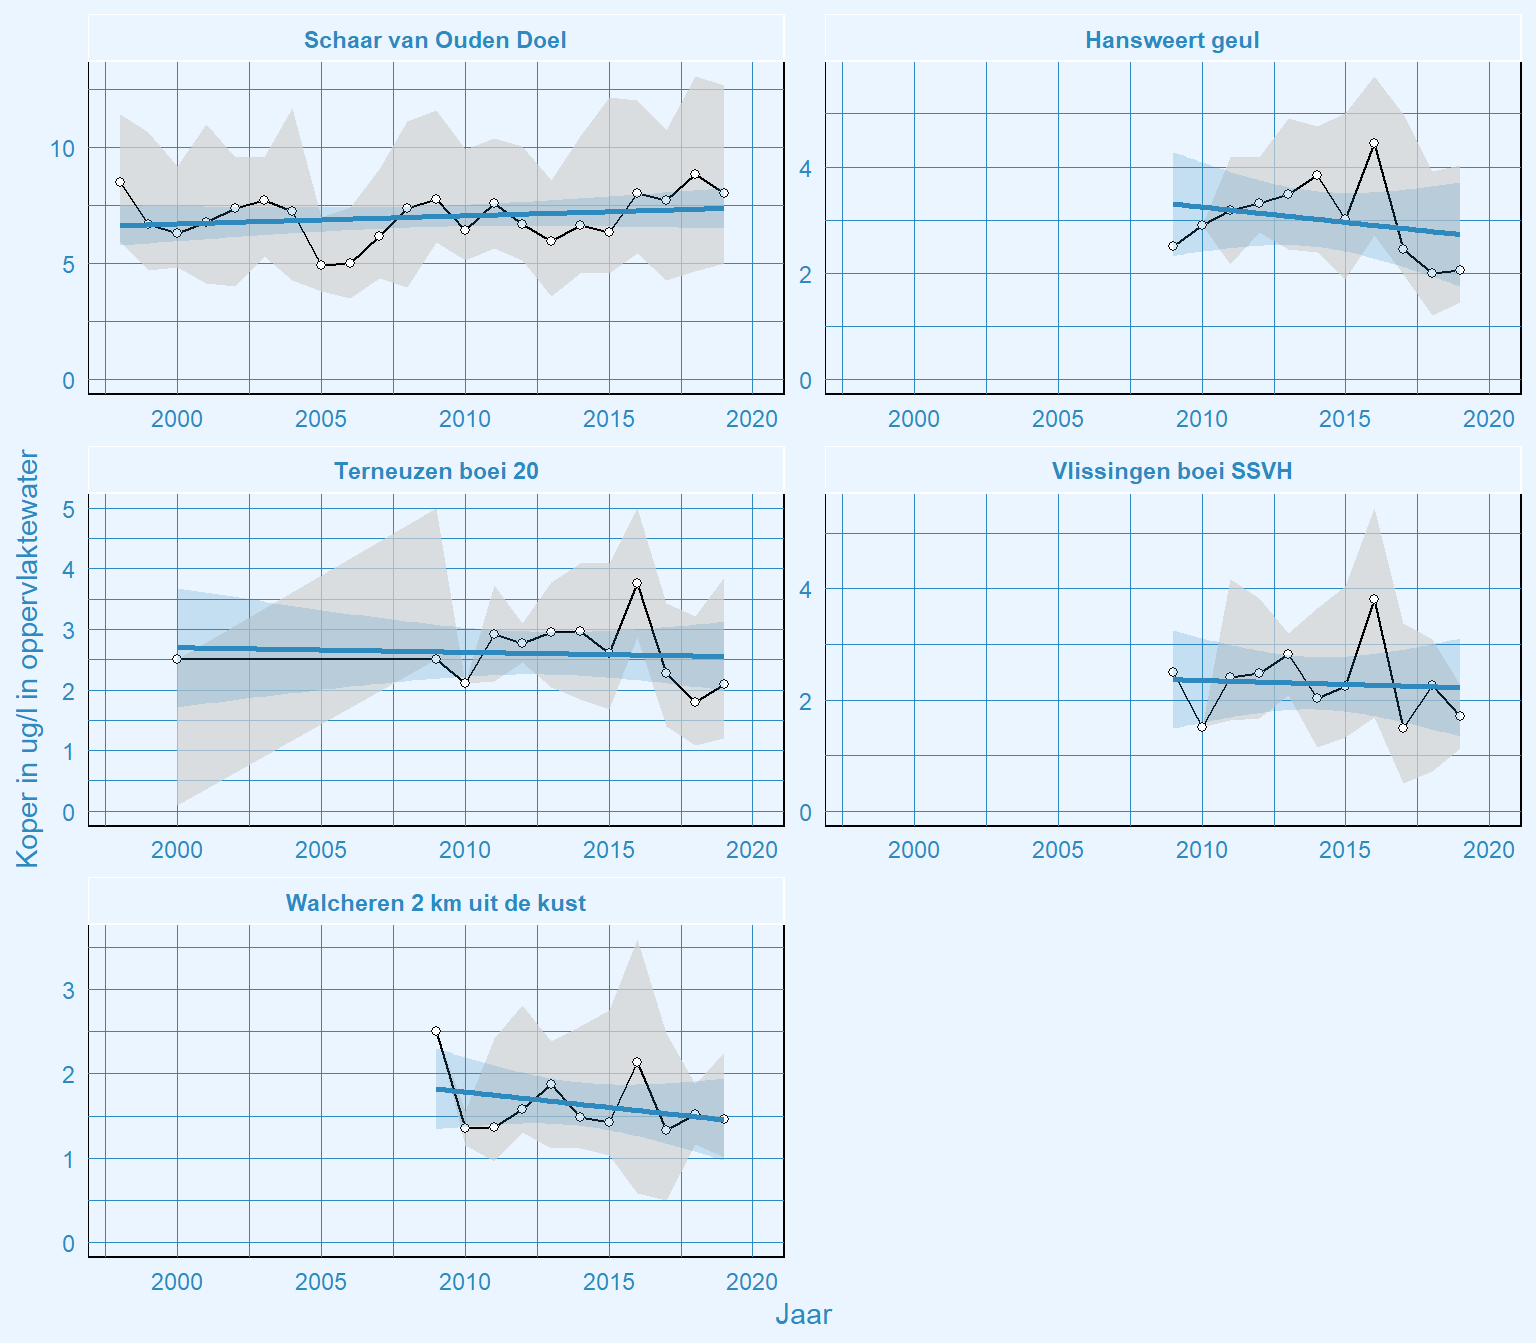 Schaar van Ouden Doel
Hansweert geul
10
5
0
4
2
0
2000 2005 2010 2015 2020
2000 2005 2010 2015 2020
Terneuzen boei 20
Vlissingen boei SSVH
Koper in ug/l in oppervlaktewater
5
4
3
2
1
0
4
2
0
2000 2005 2010 2015 2020
2000 2005 2010 2015 2020
Walcheren 2 km uit de kust
3
2
1
0
2000 2005 2010 2015 2020
Jaar